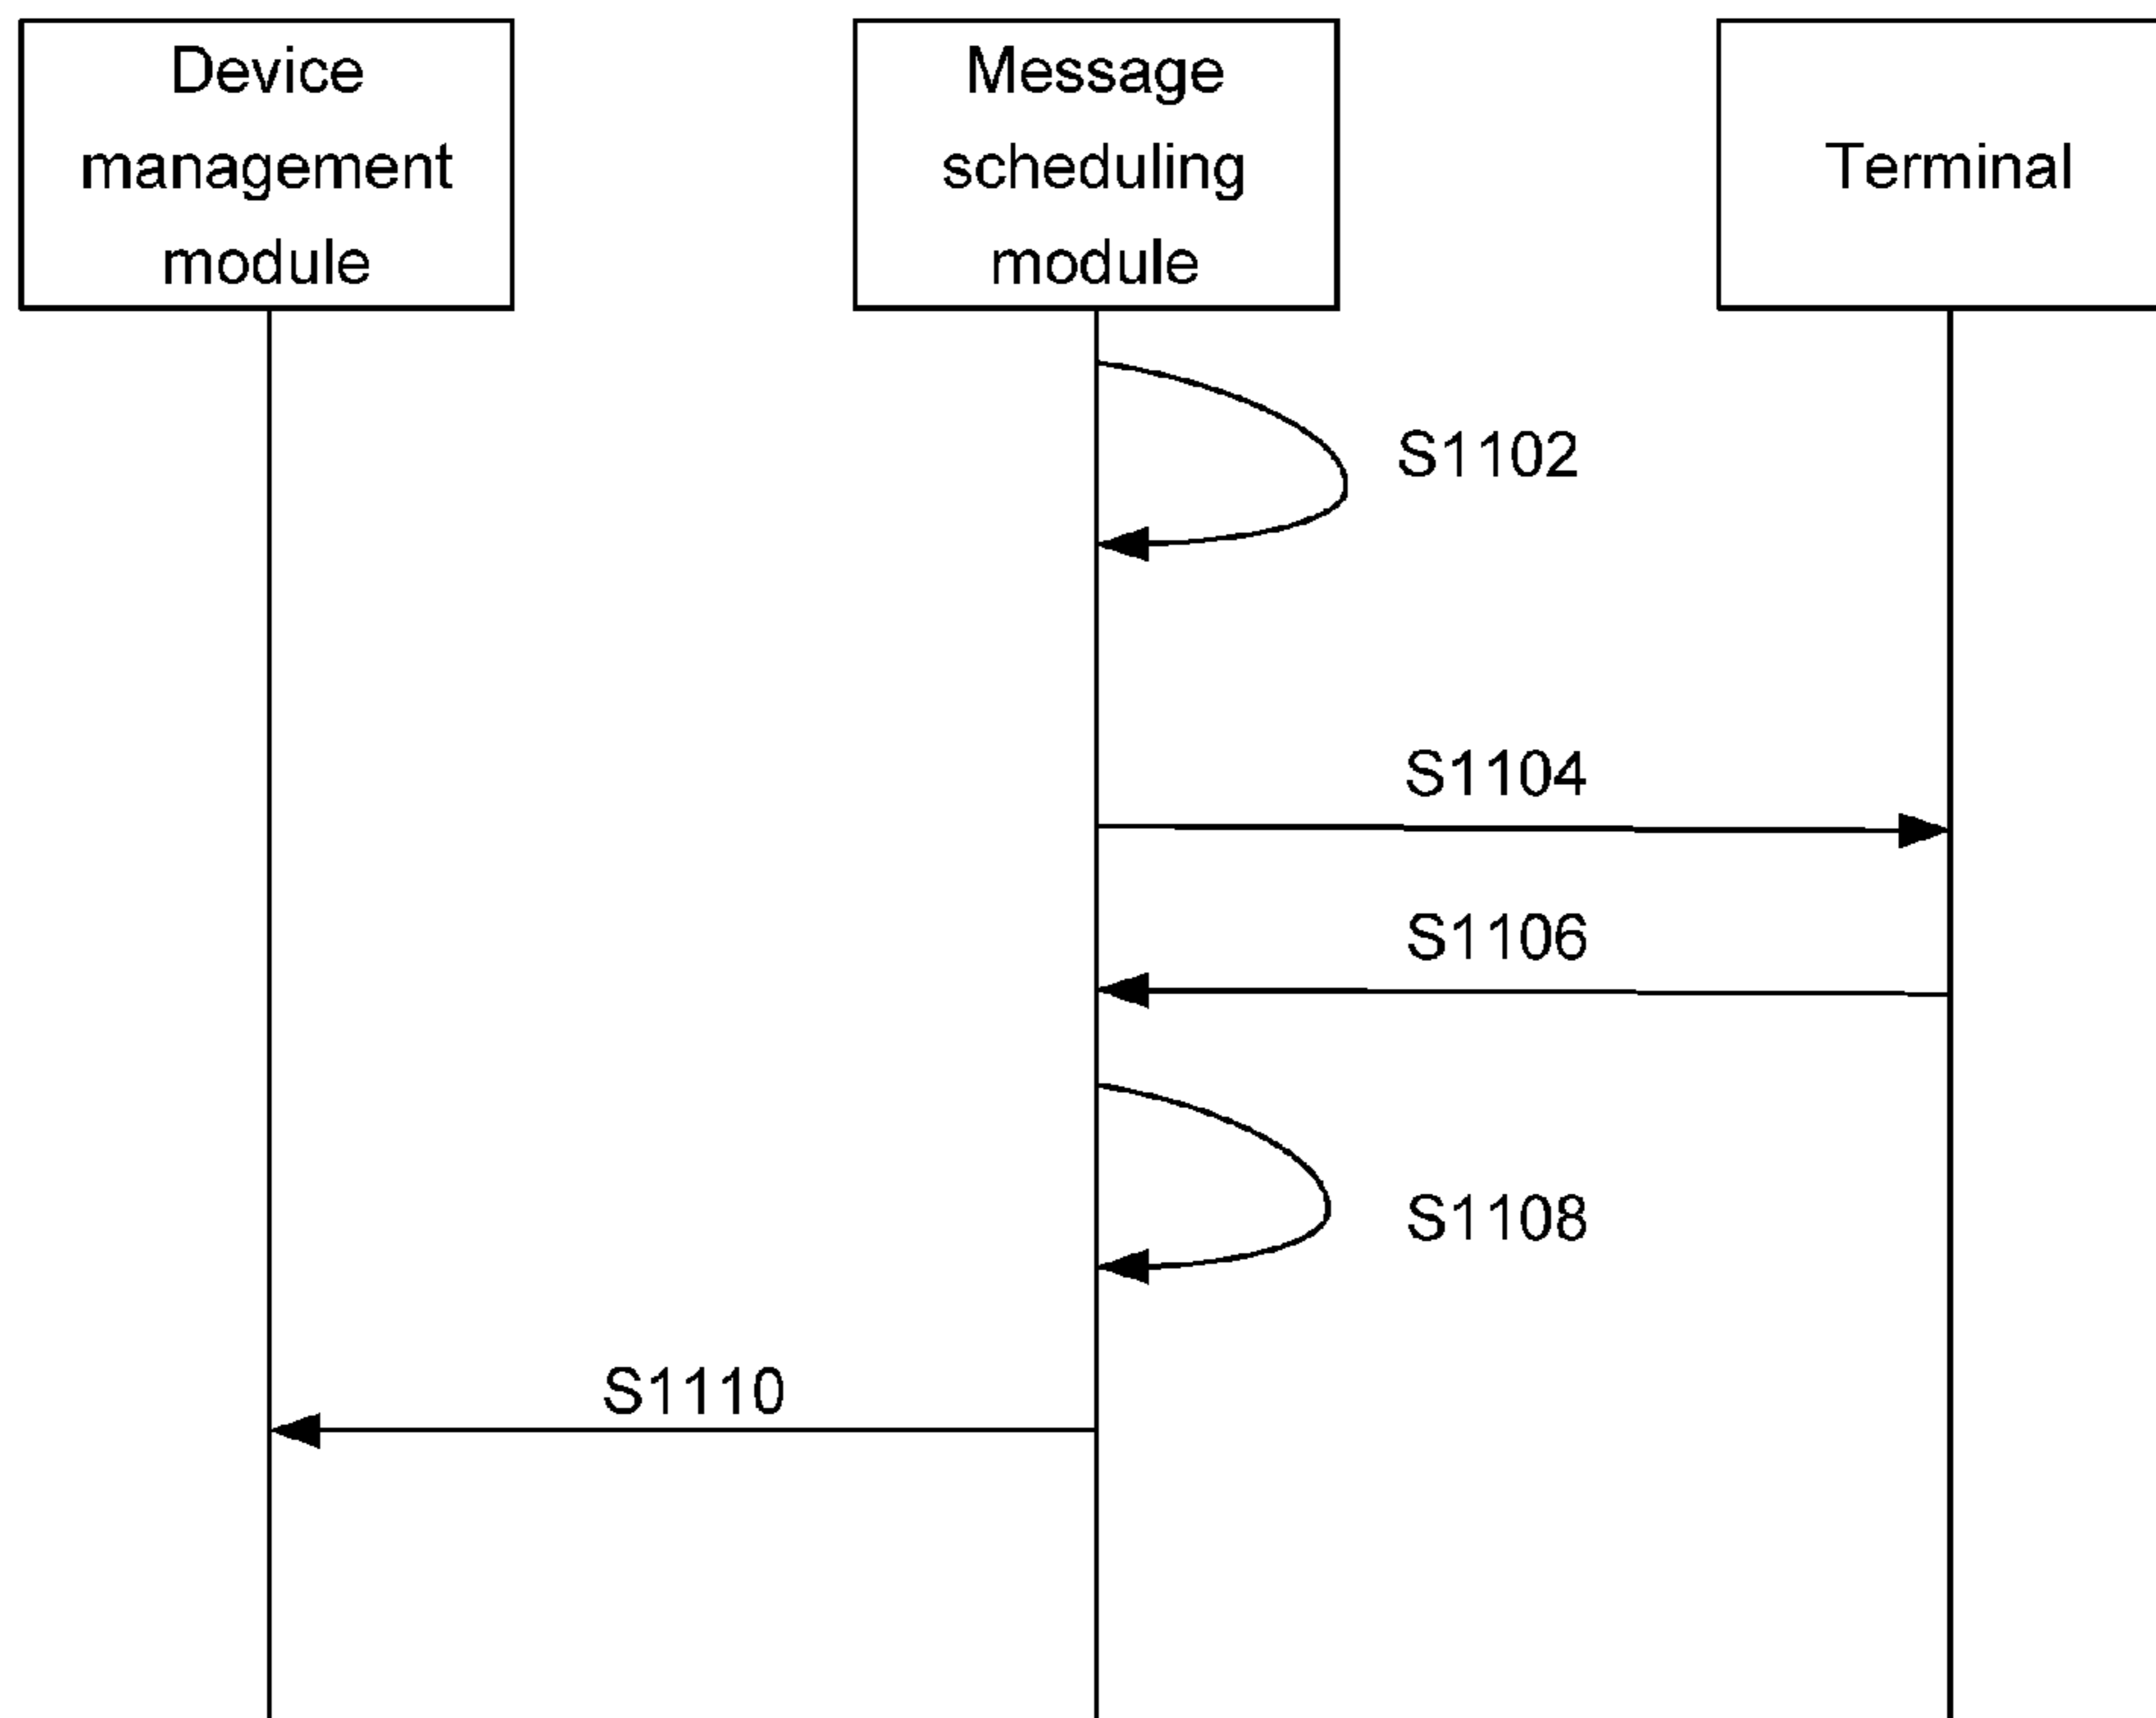 Device
management
module
Message
scheduling
module
Terminal
S1102
S1104
S1106
S1108
S1110